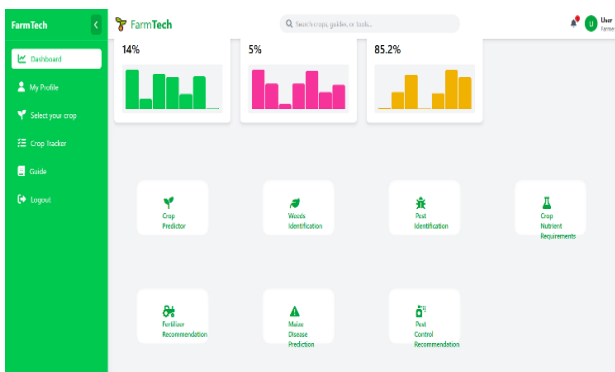 FarmTech
FarmTech
Search crops, guides, or tools...
U
User
Farmer
Dashboard
My Profile
Select your crop
Crop Tracker
Guide
Logout
14%
5%
85.2%
Crop
Predictor
Weeds
Identification
Pest
Identification
Crop
Nutrient
Requirements
Fertilizer
Recommendation
Maize
Disease
Prediction
Pest
Control
Recommendation